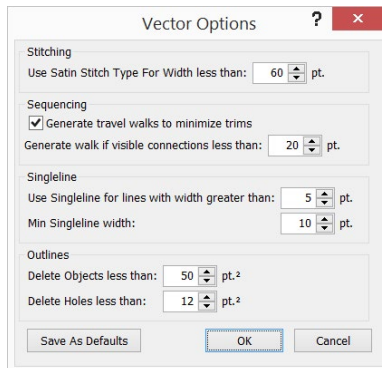 Vector Options ? ×
Stitching
Use Satin Stitch Type For Width less than: 60 pt.
Sequencing
Generate travel walks to minimize trims
Generate walk if visible connections less than: 20 pt.
Singleline
Use Singleline for lines with width greater than: 5 pt.
Min Singleline width: 10 pt.
Outlines
Delete Objects less than: 50 pt.²
Delete Holes less than: 12 pt.²
Save As Defaults OK Cancel